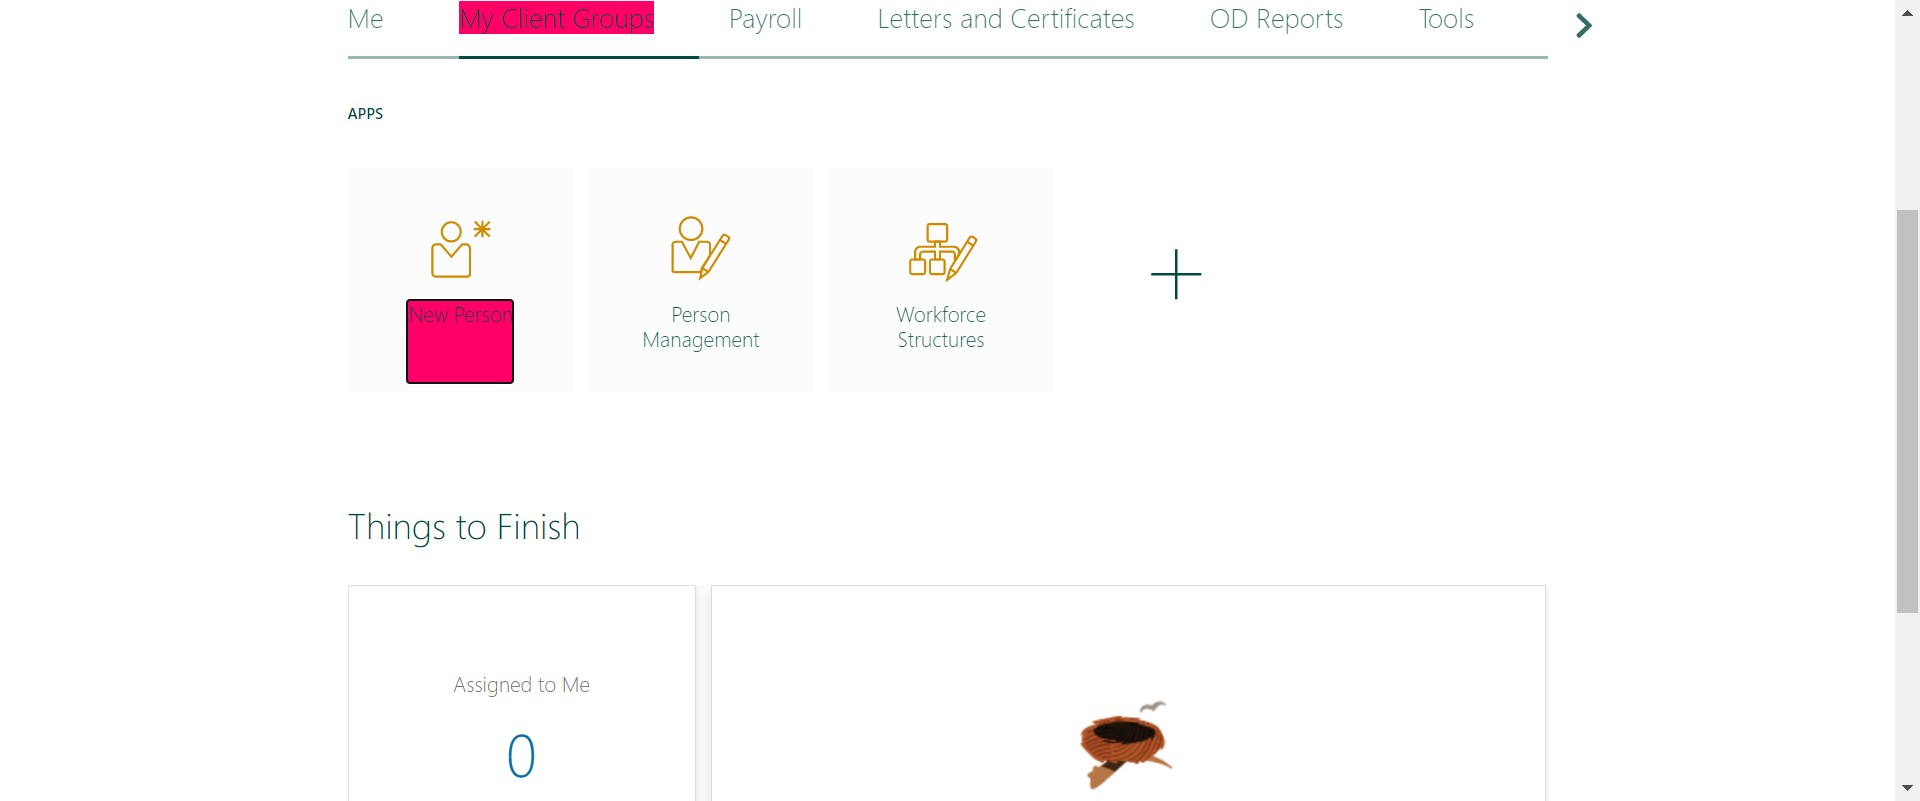 Me My Client Groups Payroll Letters and Certificates OD Reports Tools
APPS
New Person
Person
Management
Workforce
Structures
Things to Finish
Assigned to Me
0